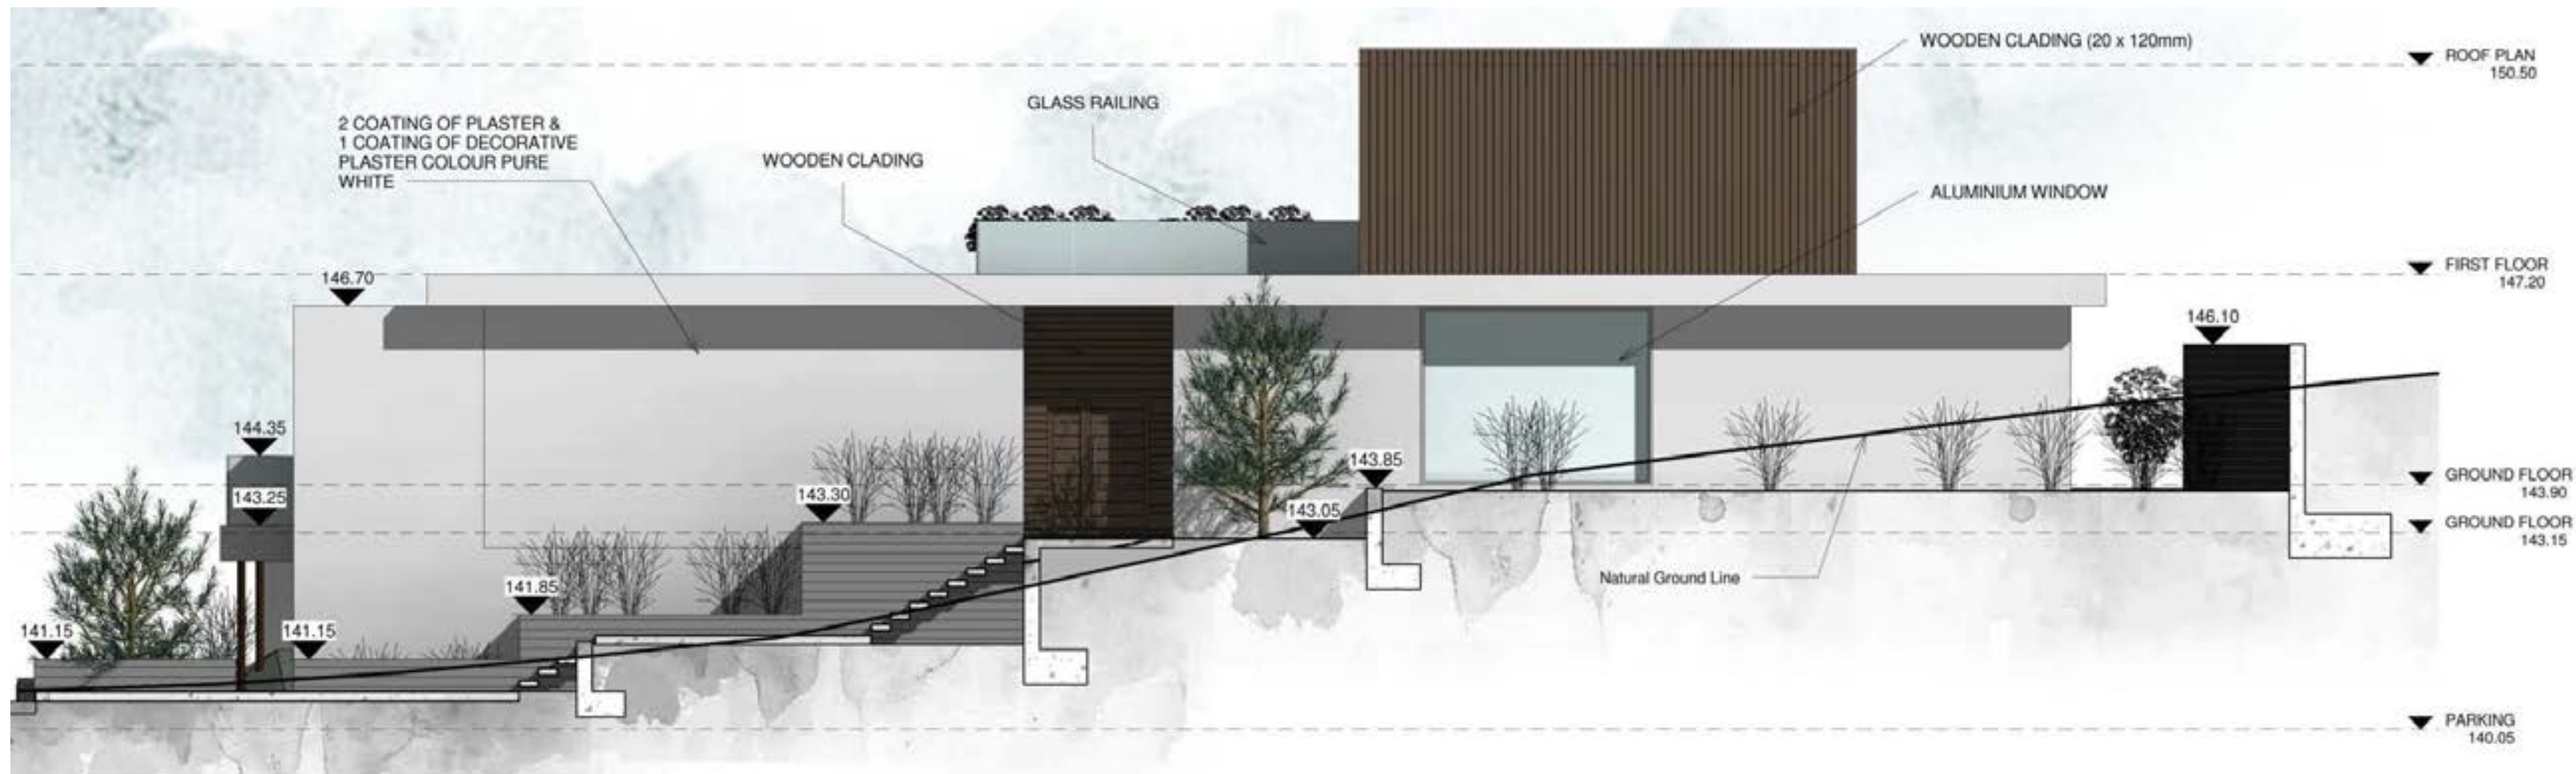 WOODEN CLADING (20 x 120mm)
ROOF PLAN
150.50
GLASS RAILING
2 COATING OF PLASTER &
1 COATING OF DECORATIVE
PLASTER COLOUR PURE
WHITE
WOODEN CLADING
ALUMINIUM WINDOW
FIRST FLOOR
147.20
146.70
146.10
144.35
143.85
143.25
143.30
143.05
GROUND FLOOR
143.90
GROUND FLOOR
143.15
141.85
Natural Ground Line
141.15
141.15
PARKING
140.05